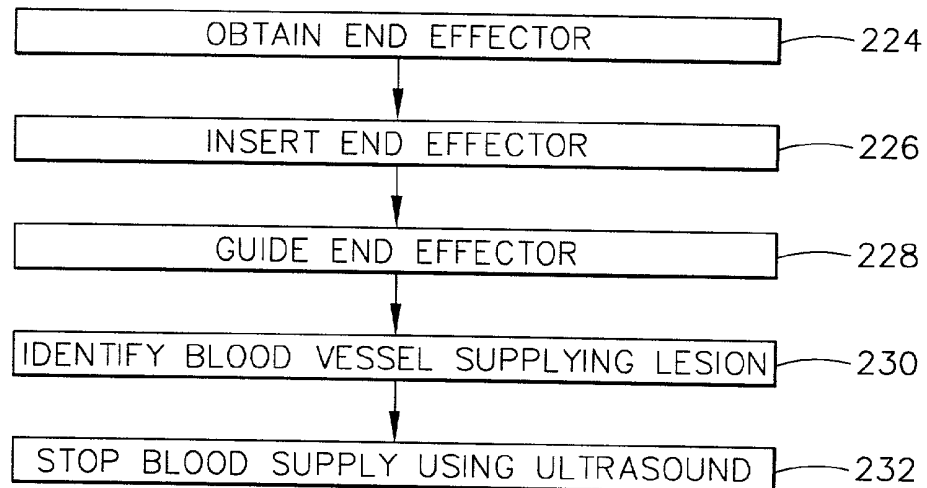 OBTAIN END EFFECTOR 224
INSERT END EFFECTOR 226
GUIDE END EFFECTOR 228
IDENTIFY BLOOD VESSEL SUPPLYING LESION 230
STOP BLOOD SUPPLY USING ULTRASOUND 232